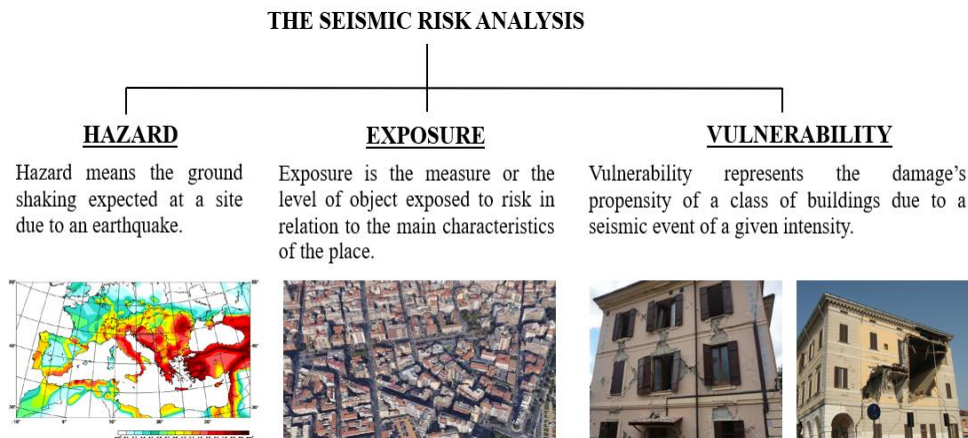 THE SEISMIC RISK ANALYSIS
HAZARD
Hazard means the ground
shaking expected at a site
due to an earthquake.
EXPOSURE
Exposure is the measure or the
level of object exposed to risk in
relation to the main characteristics
of the place.
VULNERABILITY
Vulnerability represents the damage's
propensity of a class of buildings due to a
seismic event of a given intensity.